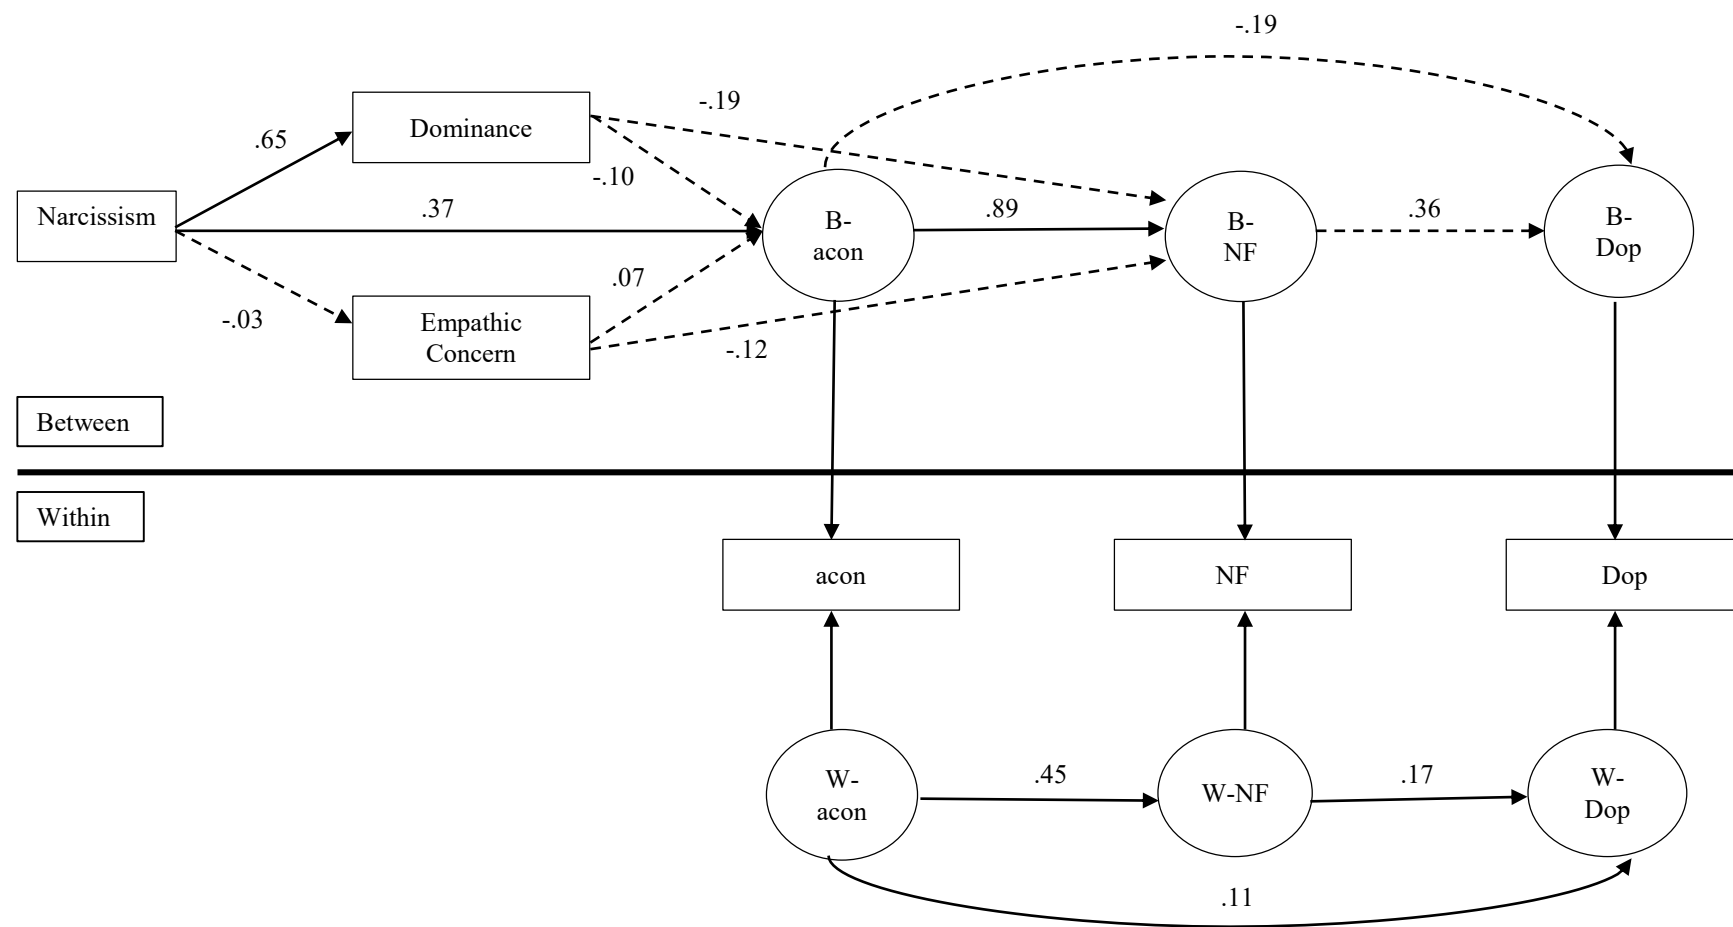 -.19
-.19
Dominance
.65
-.10
Narcissism
.37
B-
acon
.89
B-
NF
.36
B-
Dop
.07
-.03
Empathic
Concern
-.12
Between
Within
acon
NF
Dop
W-
acon
.45
W-NF
.17
W-
Dop
.11